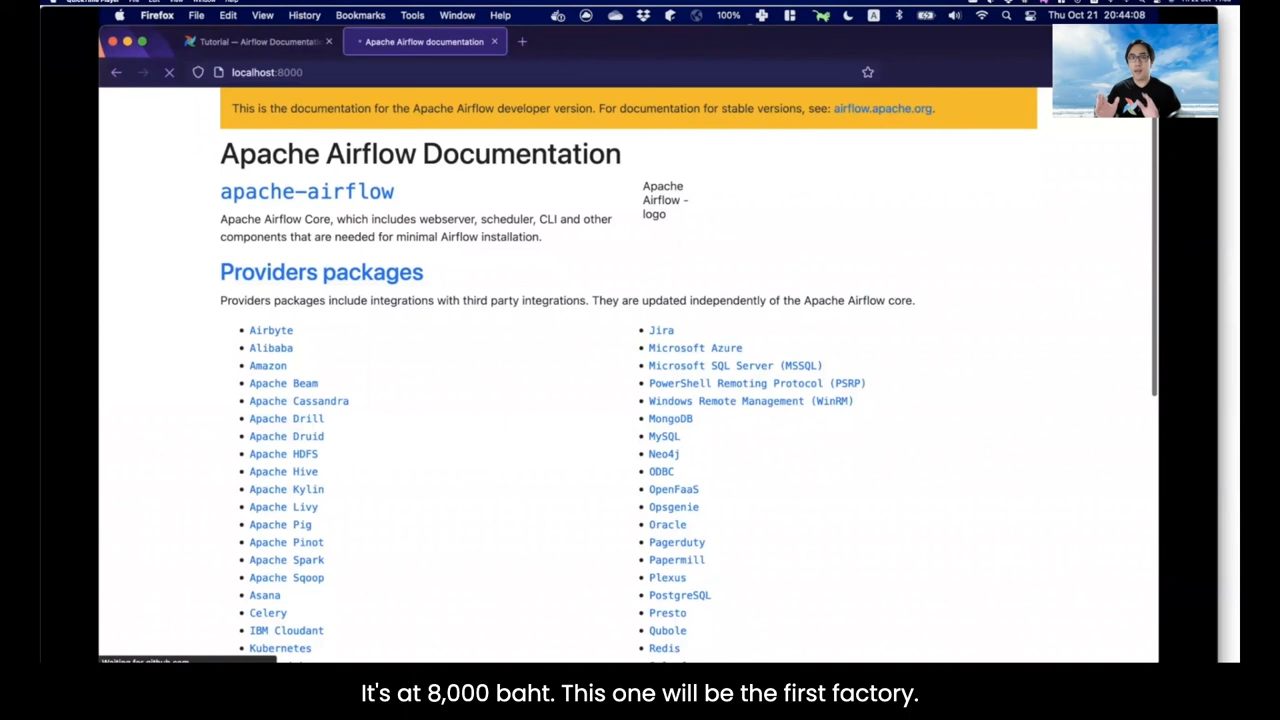 Firefox File Edit View History Bookmarks Tools Window Help 100% A Thu Oct 21 20:44:08
Tutorial — Airflow Documentati
Apache Airflow documentation
localhost:8000
This is the documentation for the Apache Airflow developer version. For documentation for stable versions, see: airflow.apache.org.
Apache Airflow Documentation
apache-airflow
Apache Airflow Core, which includes webserver, scheduler, CLI and other
components that are needed for minimal Airflow installation.
Apache
Airflow -
logo
Providers packages
Providers packages include integrations with third party integrations. They are updated independently of the Apache Airflow core.
Airbyte
Alibaba
Amazon
Apache Beam
Apache Cassandra
Apache Drill
Apache Druid
Apache HDFS
Apache Hive
Apache Kylin
Apache Livy
Apache Pig
Apache Pinot
Apache Spark
Apache Sqoop
Asana
Celery
IBM Cloudant
Kubernetes
Jira
Microsoft Azure
Microsoft SQL Server (MSSQL)
PowerShell Remoting Protocol (PSRP)
Windows Remote Management (WinRM)
MongoDB
MySQL
Neo4j
ODBC
OpenFaaS
Opsgenie
Oracle
Pagerduty
Papermill
Plexus
PostgreSQL
Presto
Qubole
Redis
It's at 8,000 baht. This one will be the first factory.